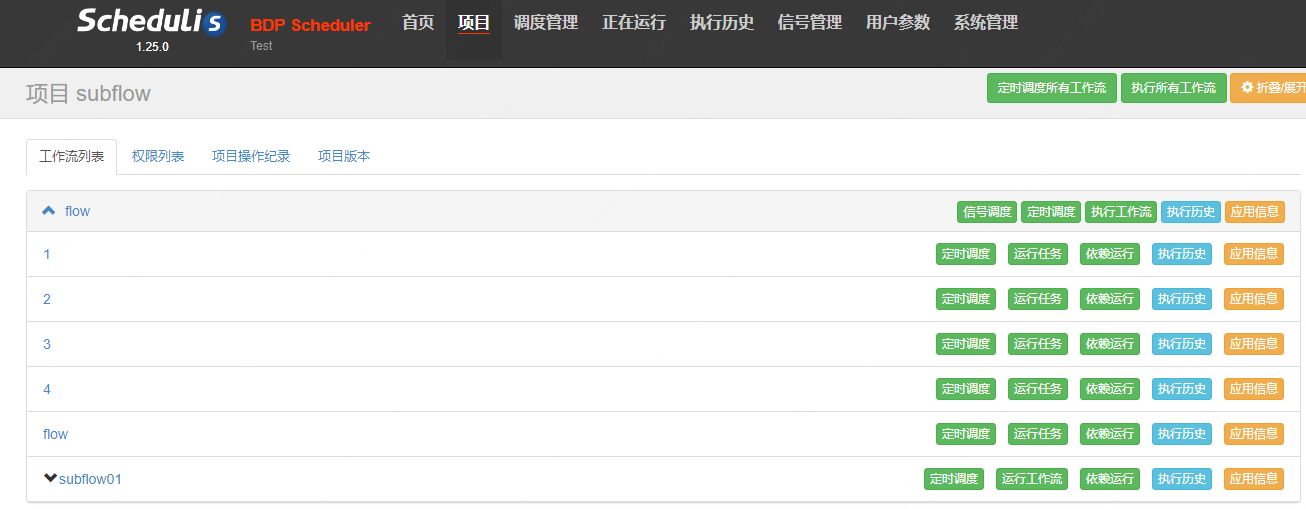 Scheduli s BDP Scheduler 首页 项目 调度管理 正在运行 执行历史 信号管理 用户参数 系统管理
1.25.0 Test
项目 subflow 定时调度所有工作流 执行所有工作流 折叠/展开
工作流列表 权限列表 项目操作纪录 项目版本
flow 信号调度 定时调度 执行工作流 执行历史 应用信息
1 定时调度 运行任务 依赖运行 执行历史 应用信息
2 定时调度 运行任务 依赖运行 执行历史 应用信息
3 定时调度 运行任务 依赖运行 执行历史 应用信息
4 定时调度 运行任务 依赖运行 执行历史 应用信息
flow 定时调度 运行任务 依赖运行 执行历史 应用信息
subflow01 定时调度 运行工作流 依赖运行 执行历史 应用信息